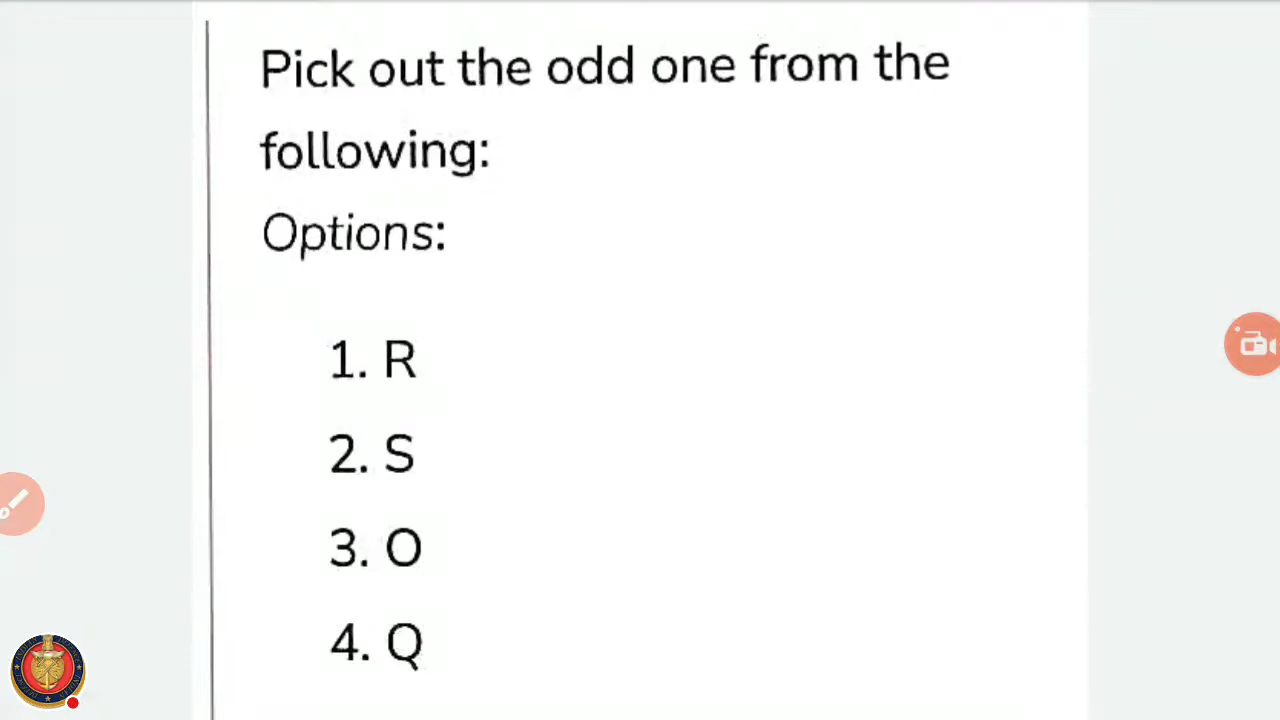 Pick out the odd one from the
following:
Options:
1. R
2. S
3. O
4. Q